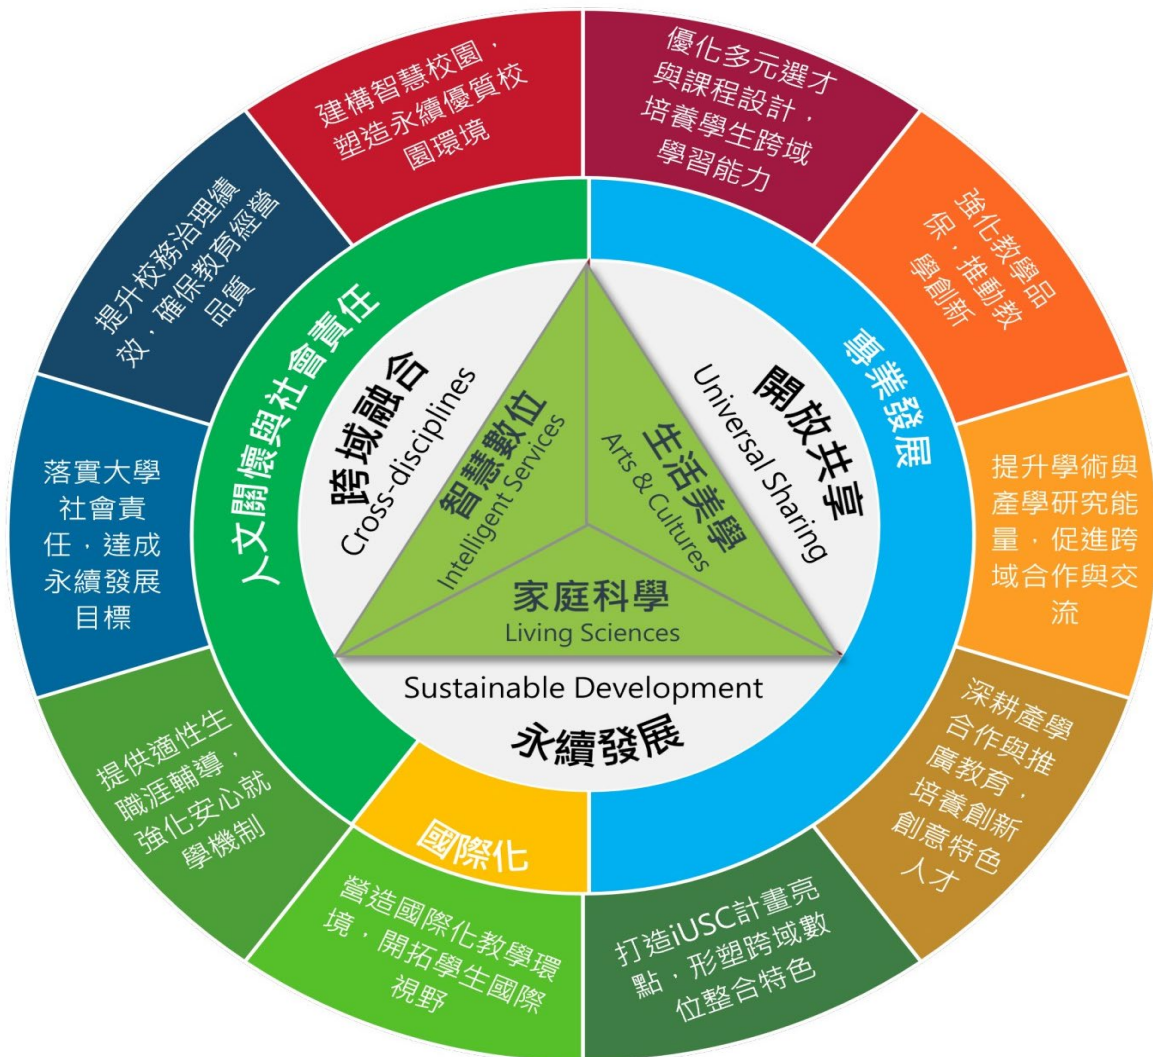 建構智慧校園，
塑造永續優質校
園環境
優化多元選才
與課程設計，
培養學生跨域
學習能力
強化教學品
保，推動教
學創新
提升學術與
產學研究能
量，促進跨
域合作與交
流
深耕產學
合作與推
廣教育，
培養創新
創意特色
人才
打造iUSC計畫亮
點，形塑跨域數
位整合特色
營造國際化教學環
境，開拓學生國際
視野
提供適性生
職涯輔導，
強化安心就
學機制
落實大學
社會責
任，達成
永續發展
目標
提升校務治理績
效，確保教育經營
品質
人文關懷與社會責任
專業發展
國際化
跨域融合
Cross-disciplines
開放共享
Universal Sharing
Sustainable Development
永續發展
智慧數位
Intelligent Services
生活美學
Arts & Cultures
家庭科學
Living Sciences